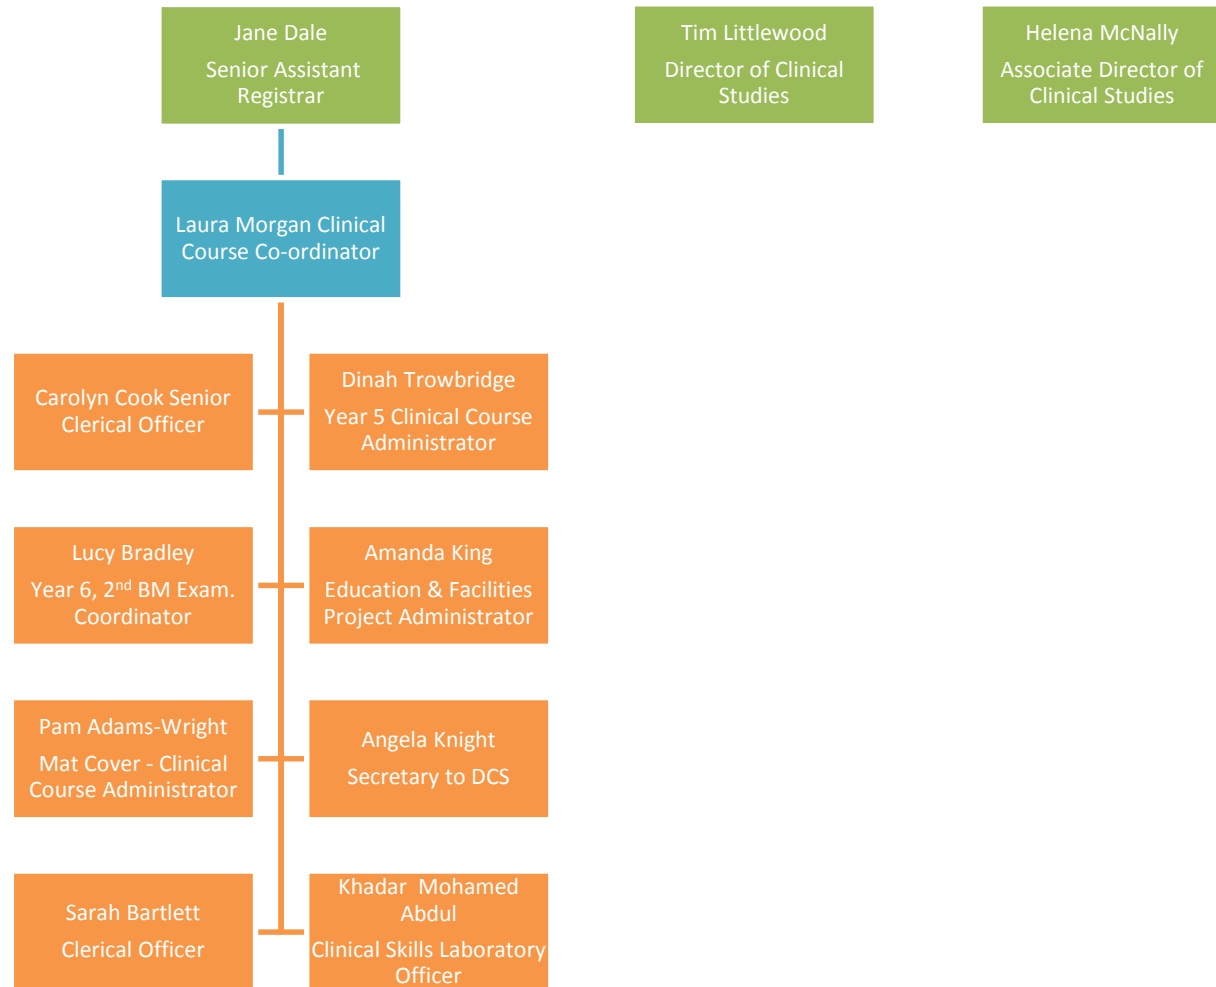 Jane Dale
Senior Assistant
Registrar
Tim Littlewood
Director of Clinical
Studies
Helena McNally
Associate Director of
Clinical Studies
Laura Morgan Clinical
Course Co-ordinator
Carolyn Cook Senior
Clerical Officer
Dinah Trowbridge
Year 5 Clinical Course
Administrator
Lucy Bradley
Year 6, 2nd BM Exam.
Coordinator
Amanda King
Education & Facilities
Project Administrator
Pam Adams-Wright
Mat Cover - Clinical
Course Administrator
Angela Knight
Secretary to DCS
Sarah Bartlett
Clerical Officer
Khadar Mohamed
Abdul
Clinical Skills Laboratory
Officer